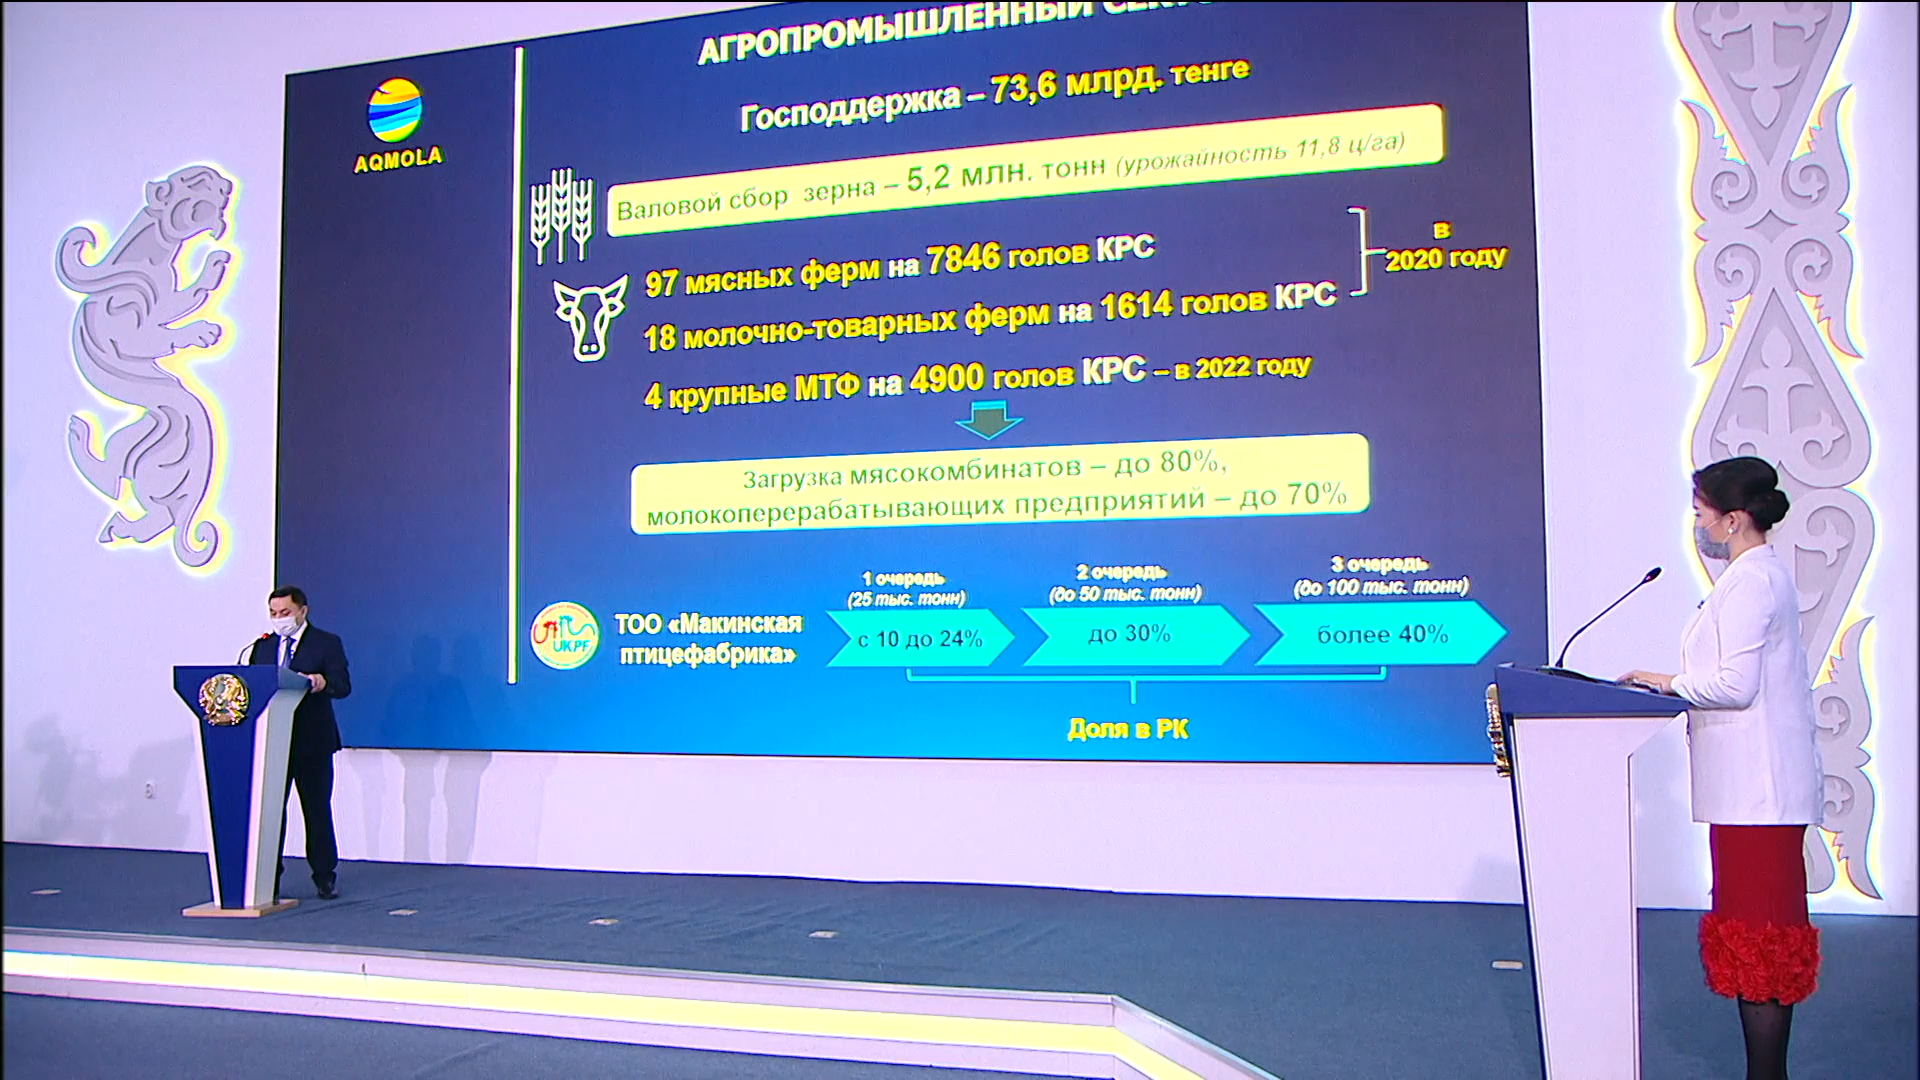 АГРОПРОМЫШЛЕННЫЙ
Господдержка – 73,6 млрд. тенге
AQMOLA
Валовой сбор зерна – 5,2 млн. тонн (урожайность 11,8 ц/га)
97 мясных ферм на 7846 голов КРС
18 молочно-товарных ферм на 1614 голов КРС
в
2020 году
4 крупные МТФ на 4900 голов КРС – в 2022 году
Загрузка мясокомбинатов – до 80%,
молокоперерабатывающих предприятий – до 70%
UKPF
ТОО «Макинская
птицефабрика»
1 очередь
(25 тыс. тонн)
с 10 до 24%
2 очередь
(до 50 тыс. тонн)
до 30%
3 очередь
(до 100 тыс. тонн)
более 40%
Доля в РК